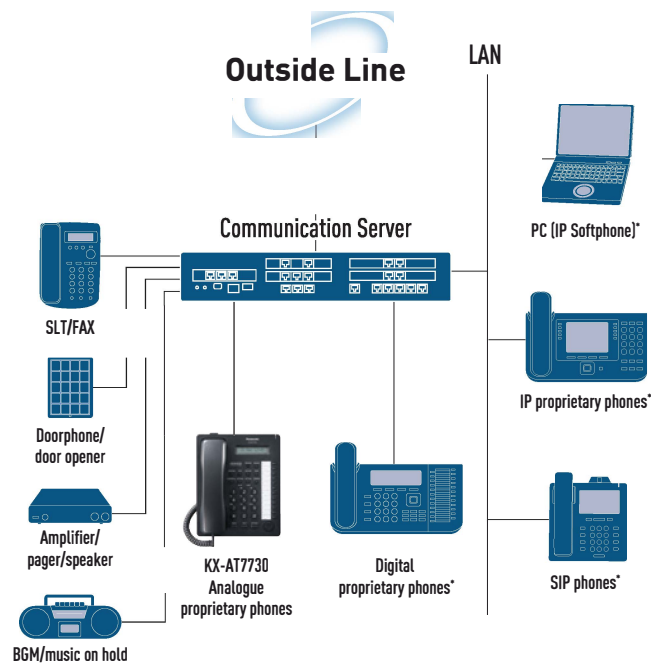 Outside Line
LAN
PC (IP Softphone)*
Communication Server
SLT/FAX
IP proprietary phones*
Doorphone/
door opener
Amplifier/
pager/speaker
KX-AT7730
Analogue
proprietary phones
Digital
proprietary phones*
SIP phones*
BGM/music on hold